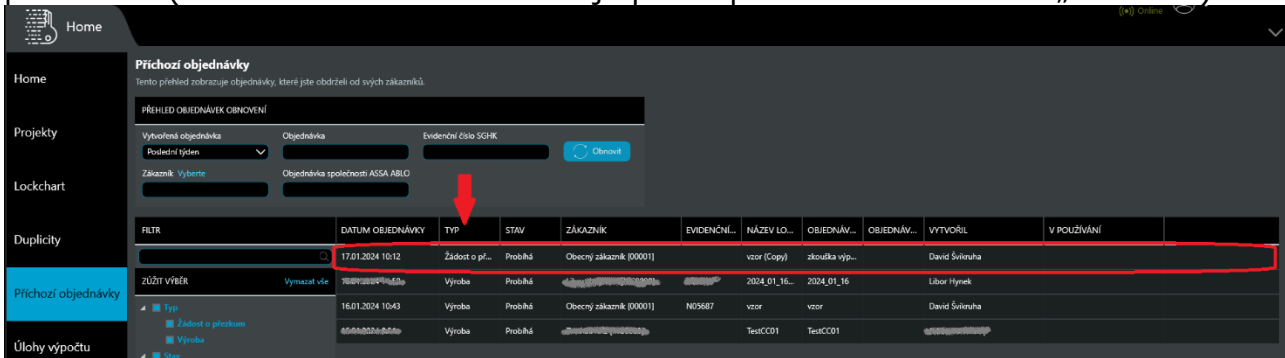 ((•)) Online
Home
Home
Projekty
Lockchart
Duplicity
Příchozí objednávky
Úlohy výpočtu
Příchozí objednávky
Tento přehled zobrazuje objednávky, které jste obdrželi od svých zákazníků.
PŘEHLED OBJEDNÁVEK OBNOVENÍ
Vytvořená objednávka Objednávka Evidenční číslo SGHK
Poslední týden Obnovit
Zákazník Vyberte Objednávka společnosti ASSA ABLO
FILTR DATUM OBJEDNÁVKY TYP STAV ZÁKAZNÍK EVIDENČNÍ... NÁZEV LO... OBJEDNÁV... OBJEDNÁV... VYTVOŘIL V POUŽÍVÁNÍ
17.01.2024 10:12 Žádost o př... Probíhá Obecný zákazník [00001] vzor (Copy) zkouška výp... David Švikruha
ZÚŽIT VÝBĚR Vymazat vše Výroba Probíhá 2024_01_16... 2024_01_16 Libor Hynek
Typ 16.01.2024 10:43 Výroba Probíhá Obecný zákazník [00001] N05687 vzor vzor David Švikruha
Žádost o přezkum
Výroba Výroba Probíhá TestCC01 TestCC01
Stav